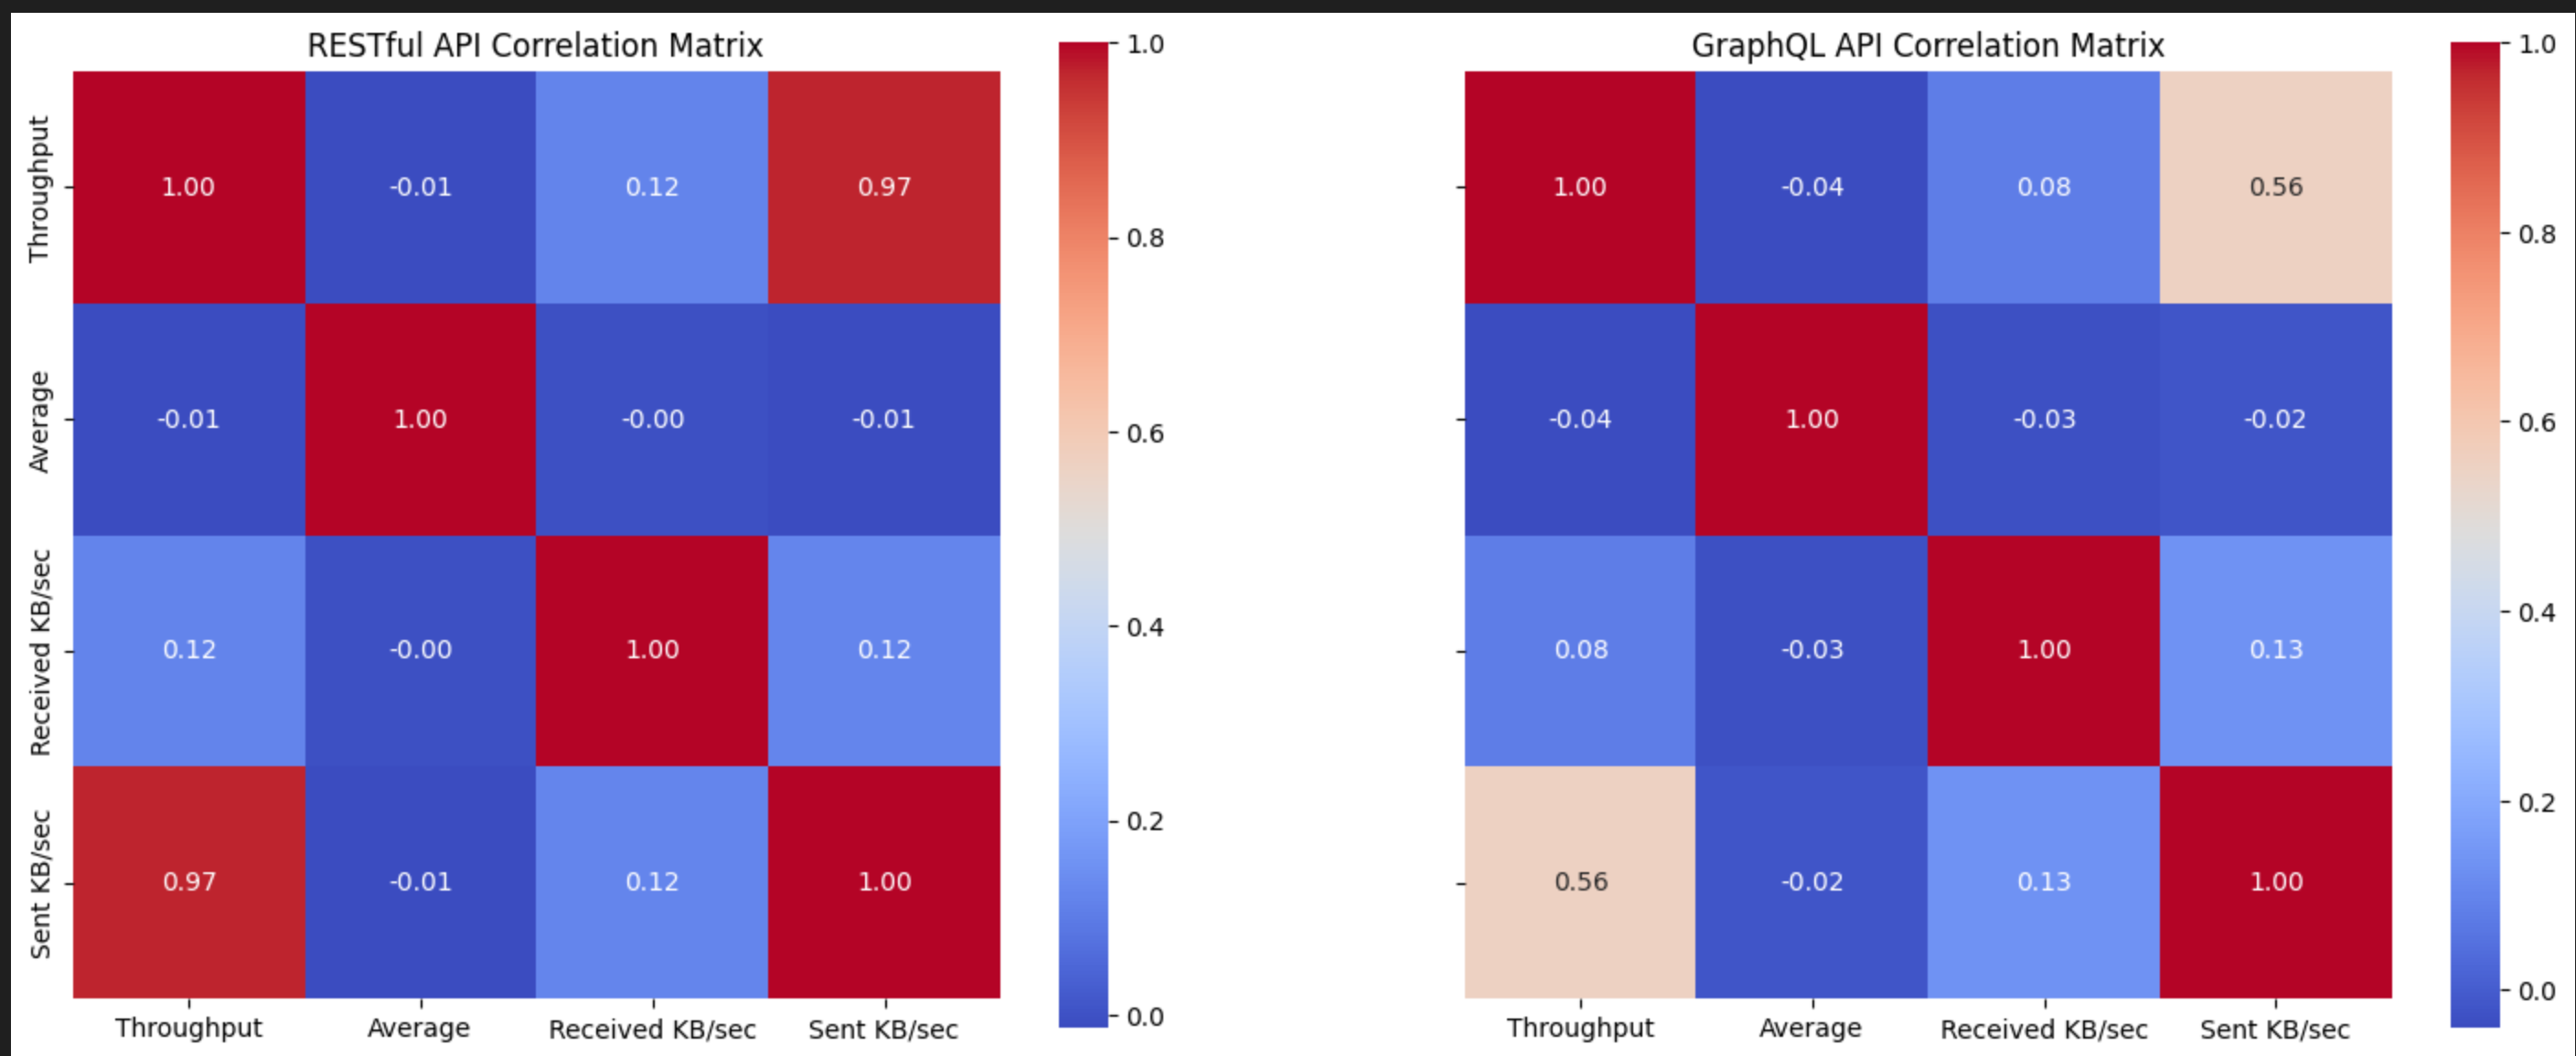 RESTful API Correlation Matrix
Throughput 1.00 -0.01 0.12 0.97
Average -0.01 1.00 -0.00 -0.01
Received KB/sec 0.12 -0.00 1.00 0.12
Sent KB/sec 0.97 -0.01 0.12 1.00
Throughput Average Received KB/sec Sent KB/sec
1.0
0.8
0.6
0.4
0.2
0.0
GraphQL API Correlation Matrix
1.00 -0.04 0.08 0.56
-0.04 1.00 -0.03 -0.02
0.08 -0.03 1.00 0.13
0.56 -0.02 0.13 1.00
Throughput Average Received KB/sec Sent KB/sec
1.0
0.8
0.6
0.4
0.2
0.0